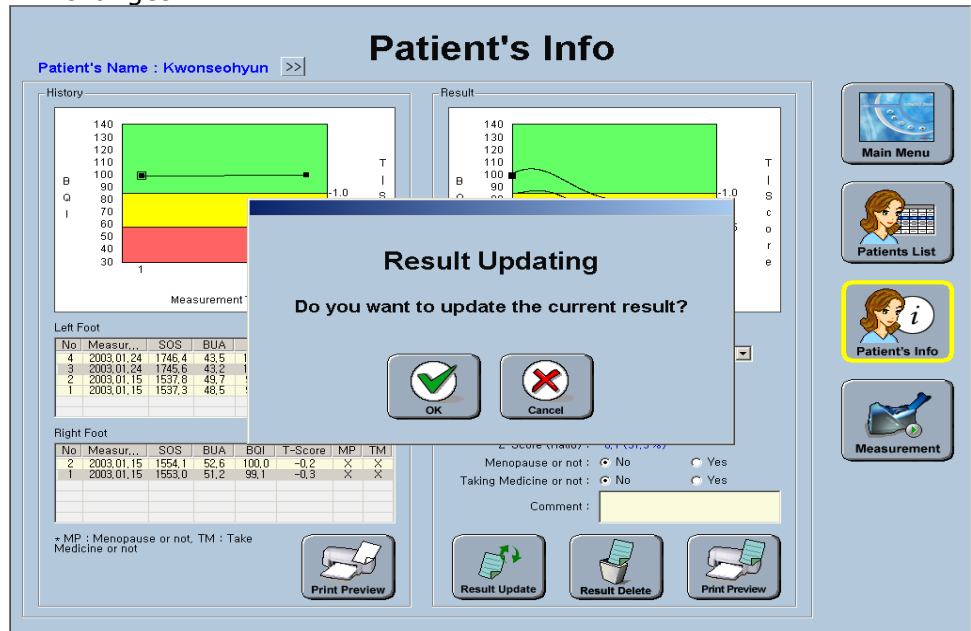 Patient's Info
Patient's Name : Kwonseohyun >>
History
Result
140
130
120
110
100
90
80
70
60
50
40
30
B
Q
I
1
-1.0
T
S
140
130
120
110
100
90
B
-1.0
T
S
c
o
r
e
Main Menu
Patients List
Patient's Info
Measurement
Result Updating
Do you want to update the current result?
OK
Cancel
Measurement
Left Foot
No Measur... SOS BUA
4 2003,01,24 1746,4 43,5
3 2003,01,24 1745,6 43,2
2 2003,01,15 1537,8 49,7
1 2003,01,15 1537,3 48,5
Right Foot
No Measur... SOS BUA BQI T-Score MP TM
2 2003,01,15 1554,1 52,6 100,0 -0,2 X X
1 2003,01,15 1553,0 51,2 99,1 -0,3 X X
* MP : Menopause or not, TM : Take
Medicine or not
Print Preview
Menopause or not : No Yes
Taking Medicine or not : No Yes
Comment :
Result Update
Result Delete
Print Preview